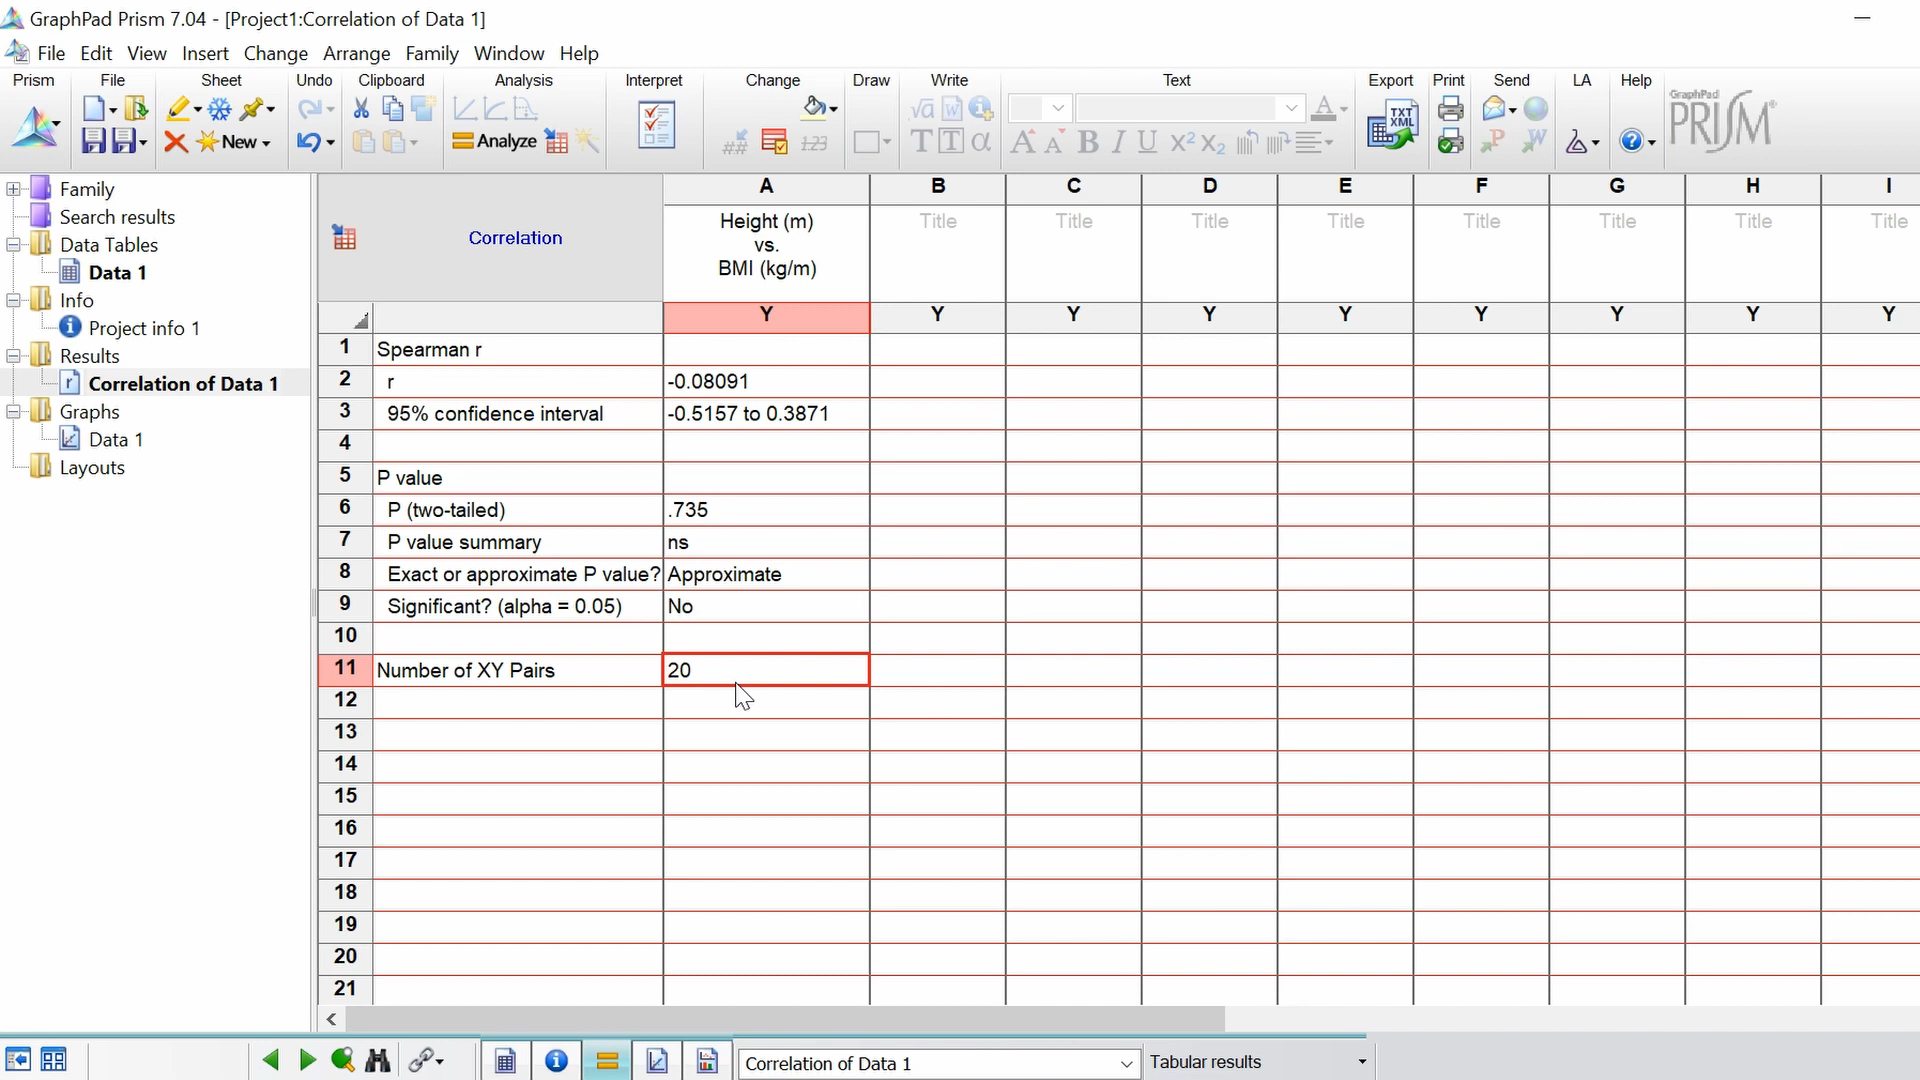 GraphPad Prism 7.04 - [Project1:Correlation of Data 1]
File Edit View Insert Change Arrange Family Window Help
Prism File Sheet Undo Clipboard Analysis Interpret Change Draw Write Text Export Print Send LA Help
GraphPad
PRISM
TXT
XML
Analyze
New
123
Family
Search results
Data Tables
Data 1
Info
Project info 1
Results
Correlation of Data 1
Graphs
Data 1
Layouts
A B C D E F G H I
Correlation
Height (m)
vs.
BMI (kg/m)
Title Title Title Title Title Title Title Title
Y Y Y Y Y Y Y Y Y
1 Spearman r
2 r -0.08091
3 95% confidence interval -0.5157 to 0.3871
4
5 P value
6 P (two-tailed) .735
7 P value summary ns
8 Exact or approximate P value? Approximate
9 Significant? (alpha = 0.05) No
10
11 Number of XY Pairs 20
12
13
14
15
16
17
18
19
20
21
Correlation of Data 1 Tabular results